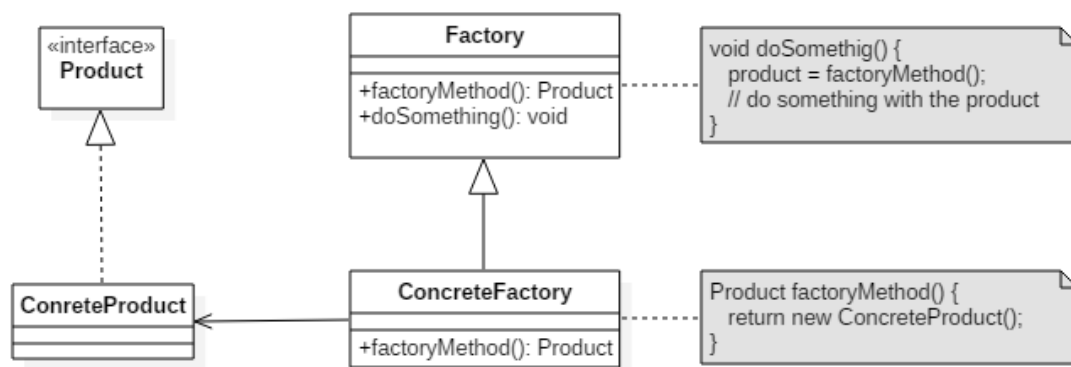 «interface»
Product
Factory
+factoryMethod(): Product
+doSomething(): void
void doSomethig() {
product = factoryMethod();
// do something with the product
}
ConreteProduct
ConcreteFactory
+factoryMethod(): Product
Product factoryMethod() {
return new ConcreteProduct();
}